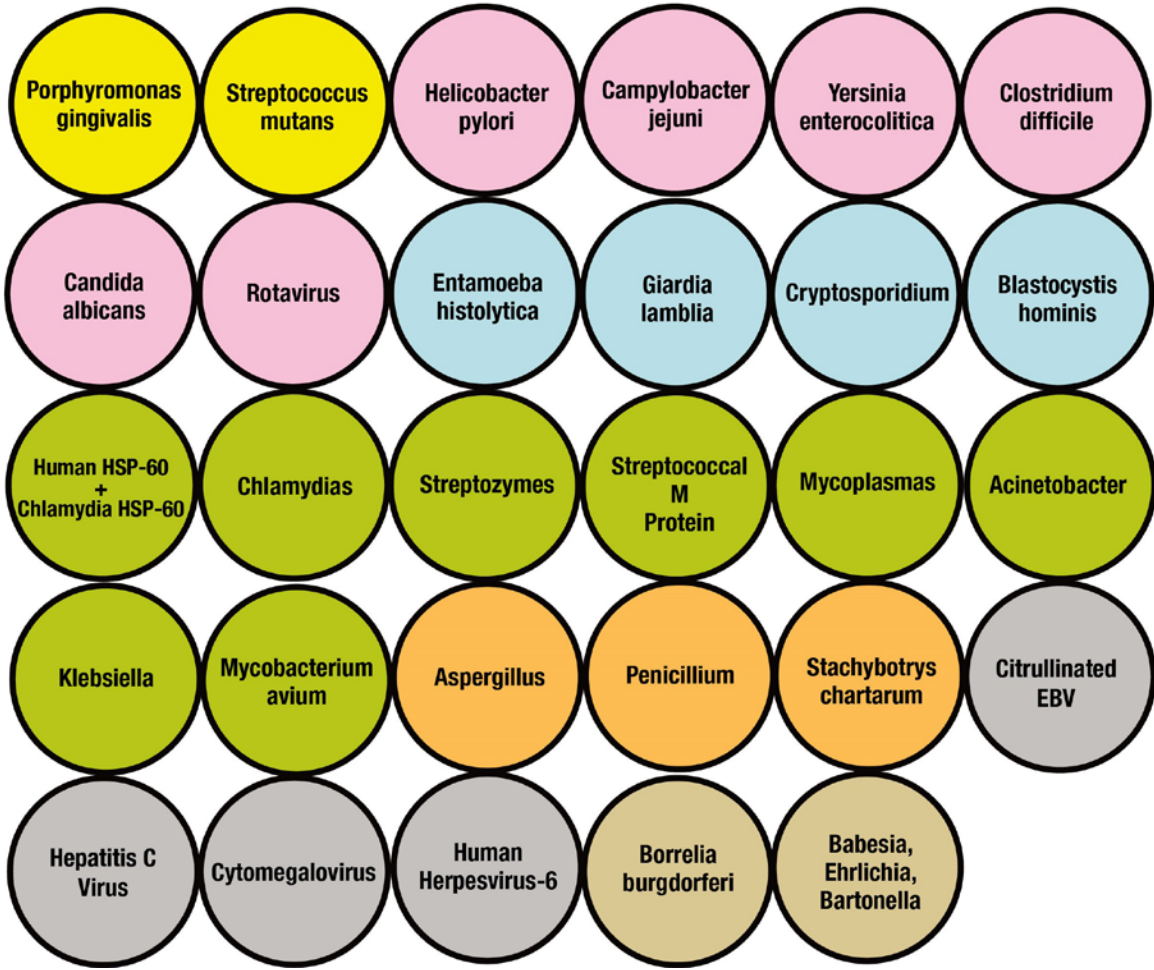 Porphyromonas
gingivalis
Streptococcus
mutans
Helicobacter
pylori
Campylobacter
jejuni
Yersinia
enterocolitica
Clostridium
difficile
Candida
albicans
Rotavirus
Entamoeba
histolytica
Giardia
lamblia
Cryptosporidium
Blastocystis
hominis
Human HSP-60
+
Chlamydia HSP-60
Chlamydias
Streptozymes
Streptococcal
M
Protein
Mycoplasmas
Acinetobacter
Klebsiella
Mycobacterium
avium
Aspergillus
Penicillium
Stachybotrys
chartarum
Citrullinated
EBV
Hepatitis C
Virus
Cytomegalovirus
Human
Herpesvirus-6
Borrelia
burgdorferi
Babesia,
Ehrlichia,
Bartonella